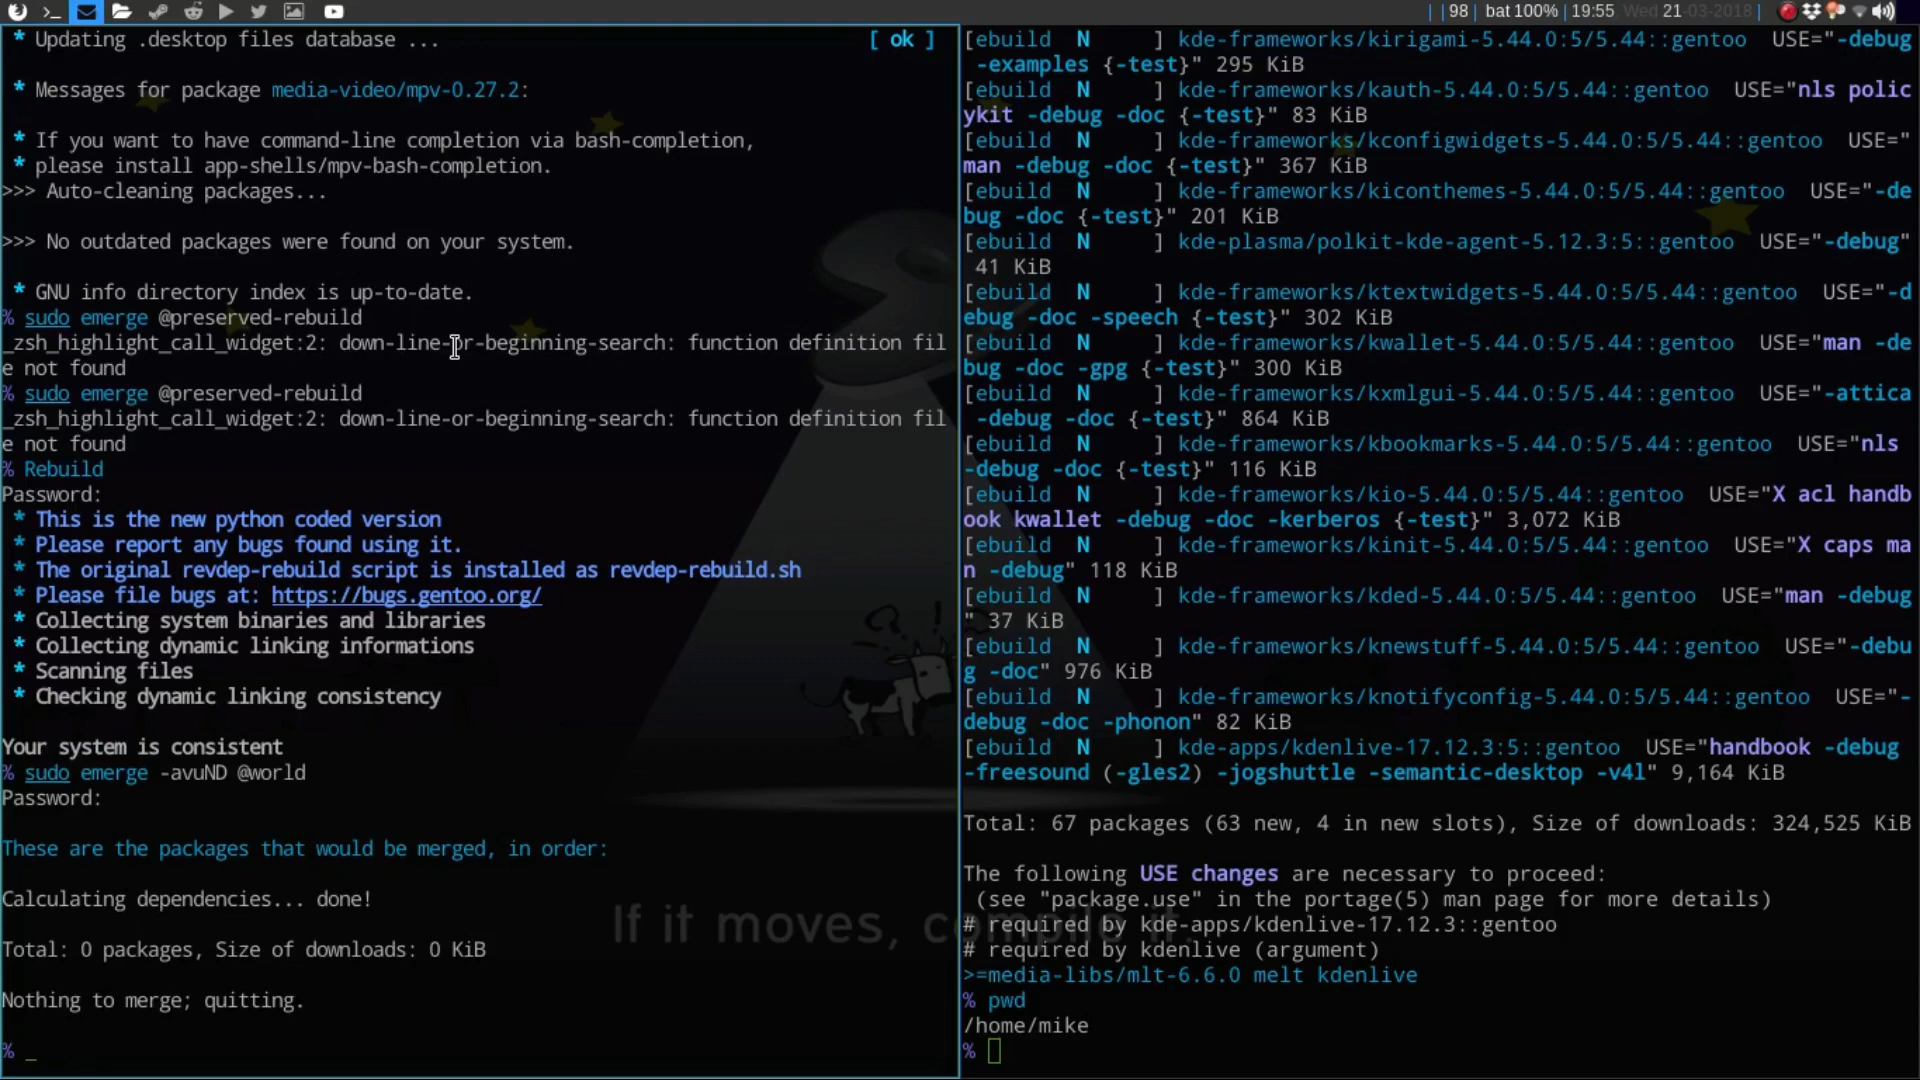 | | 98 | bat 100% | 19:55 Wed 21-03-2018 |
* Updating .desktop files database ... [ ok ]
* Messages for package media-video/mpv-0.27.2:
* If you want to have command-line completion via bash-completion,
* please install app-shells/mpv-bash-completion.
>>> Auto-cleaning packages...
>>> No outdated packages were found on your system.
* GNU info directory index is up-to-date.
% sudo emerge @preserved-rebuild
_zsh_highlight_call_widget:2: down-line-or-beginning-search: function definition fil
e not found
% sudo emerge @preserved-rebuild
_zsh_highlight_call_widget:2: down-line-or-beginning-search: function definition fil
e not found
% Rebuild
Password:
* This is the new python coded version
* Please report any bugs found using it.
* The original revdep-rebuild script is installed as revdep-rebuild.sh
* Please file bugs at: https://bugs.gentoo.org/
* Collecting system binaries and libraries
* Collecting dynamic linking informations
* Scanning files
* Checking dynamic linking consistency
Your system is consistent
% sudo emerge -avuND @world
Password:
These are the packages that would be merged, in order:
Calculating dependencies... done!
Total: 0 packages, Size of downloads: 0 KiB
Nothing to merge; quitting.
% _
[ebuild  N     ] kde-frameworks/kirigami-5.44.0:5/5.44::gentoo  USE="-debug
-examples {-test}" 295 KiB
[ebuild  N     ] kde-frameworks/kauth-5.44.0:5/5.44::gentoo  USE="nls polic
ykit -debug -doc {-test}" 83 KiB
[ebuild  N     ] kde-frameworks/kconfigwidgets-5.44.0:5/5.44::gentoo  USE="
man -debug -doc {-test}" 367 KiB
[ebuild  N     ] kde-frameworks/kiconthemes-5.44.0:5/5.44::gentoo  USE="-de
bug -doc {-test}" 201 KiB
[ebuild  N     ] kde-plasma/polkit-kde-agent-5.12.3:5::gentoo  USE="-debug"
41 KiB
[ebuild  N     ] kde-frameworks/ktextwidgets-5.44.0:5/5.44::gentoo  USE="-d
ebug -doc -speech {-test}" 302 KiB
[ebuild  N     ] kde-frameworks/kwallet-5.44.0:5/5.44::gentoo  USE="man -de
bug -doc -gpg {-test}" 300 KiB
[ebuild  N     ] kde-frameworks/kxmlgui-5.44.0:5/5.44::gentoo  USE="-attica
-debug -doc {-test}" 864 KiB
[ebuild  N     ] kde-frameworks/kbookmarks-5.44.0:5/5.44::gentoo  USE="nls
-debug -doc {-test}" 116 KiB
[ebuild  N     ] kde-frameworks/kio-5.44.0:5/5.44::gentoo  USE="X acl handb
ook kwallet -debug -doc -kerberos {-test}" 3,072 KiB
[ebuild  N     ] kde-frameworks/kinit-5.44.0:5/5.44::gentoo  USE="X caps ma
n -debug" 118 KiB
[ebuild  N     ] kde-frameworks/kded-5.44.0:5/5.44::gentoo  USE="man -debug
" 37 KiB
[ebuild  N     ] kde-frameworks/knewstuff-5.44.0:5/5.44::gentoo  USE="-debu
g -doc" 976 KiB
[ebuild  N     ] kde-frameworks/knotifyconfig-5.44.0:5/5.44::gentoo  USE="-
debug -doc -phonon" 82 KiB
[ebuild  N     ] kde-apps/kdenlive-17.12.3:5::gentoo  USE="handbook -debug
-freesound (-gles2) -jogshuttle -semantic-desktop -v4l" 9,164 KiB
Total: 67 packages (63 new, 4 in new slots), Size of downloads: 324,525 KiB
The following USE changes are necessary to proceed:
(see "package.use" in the portage(5) man page for more details)
# required by kde-apps/kdenlive-17.12.3::gentoo
# required by kdenlive (argument)
>=media-libs/mlt-6.6.0 melt kdenlive
% pwd
/home/mike
%
If it moves, compile it.